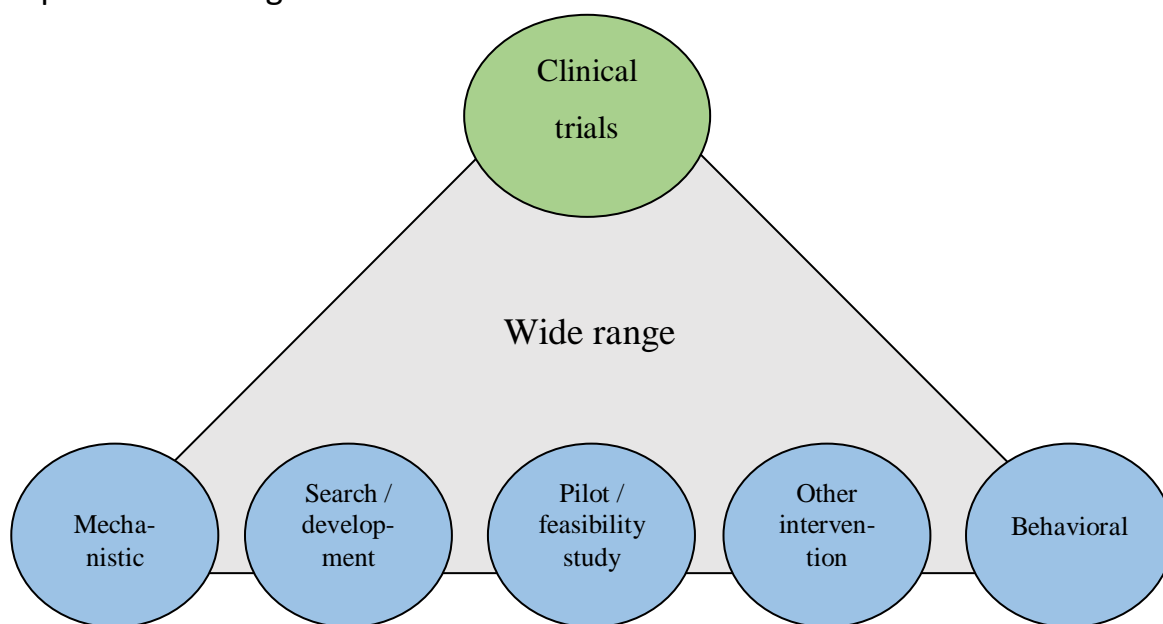 Clinical
trials
Wide range
Mecha-
nistic
Search /
develop-
ment
Pilot /
feasibility
study
Other
interven-
tion
Behavioral